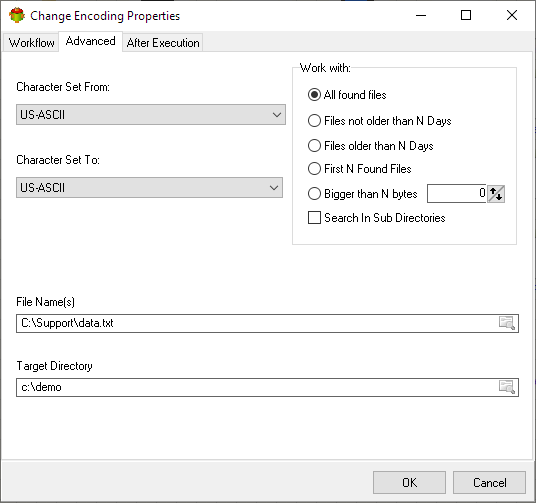 Change Encoding Properties
Workflow Advanced After Execution
Character Set From:
US-ASCII
Character Set To:
US-ASCII
Work with:
All found files
Files not older than N Days
Files older than N Days
First N Found Files
Bigger than N bytes 0
Search In Sub Directories
File Name(s)
C:\Support\data.txt
Target Directory
c:\demo
OK Cancel